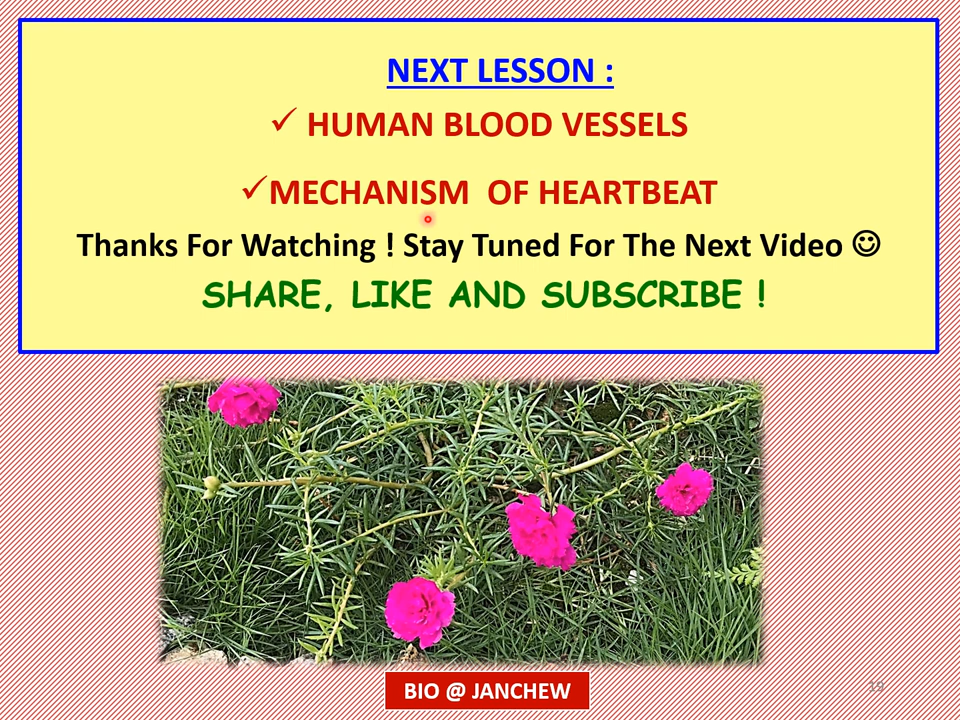 NEXT LESSON :
✓ HUMAN BLOOD VESSELS
✓MECHANISM OF HEARTBEAT
Thanks For Watching ! Stay Tuned For The Next Video ☺
SHARE, LIKE AND SUBSCRIBE !
BIO @ JANCHEW
19